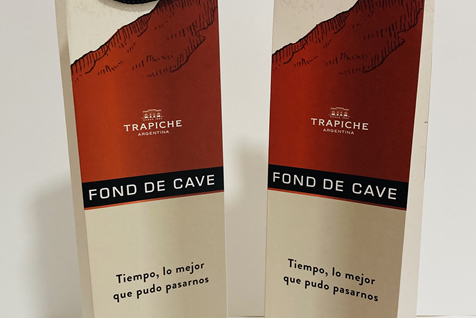 TRAPICHE
ARGENTINA
FOND DE CAVE
Tiempo, lo mejor
que pudo pasarnos
TRAPICHE
ARGENTINA
FOND DE CAVE
Tiempo, lo mejor
que pudo pasarnos